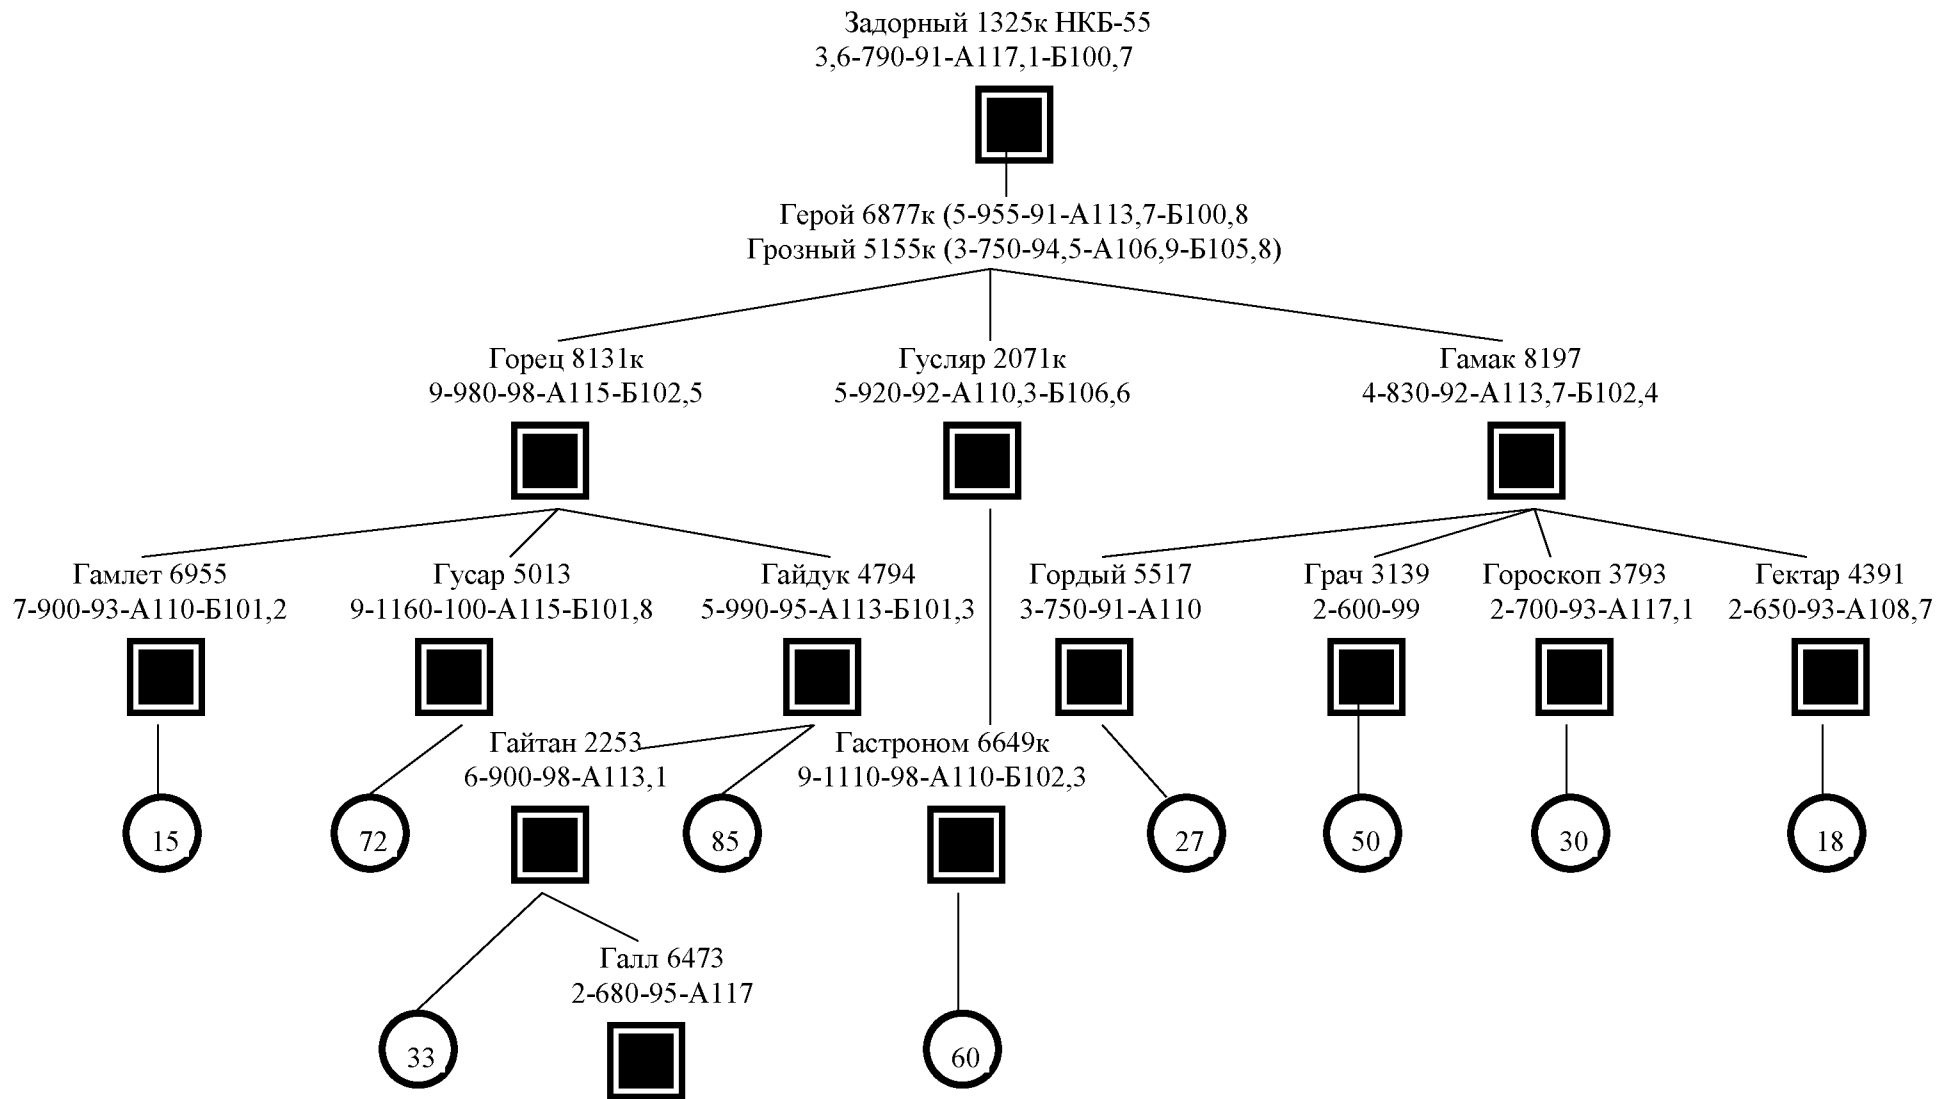 Задорный 1325к НКБ-55
3,6-790-91-А117,1-Б100,7
Герой 6877к (5-955-91-А113,7-Б100,8
Грозный 5155к (3-750-94,5-А106,9-Б105,8)
Горец 8131к
9-980-98-А115-Б102,5
Гусляр 2071к
5-920-92-А110,3-Б106,6
Гамак 8197
4-830-92-А113,7-Б102,4
Гамлет 6955
7-900-93-А110-Б101,2
Гусар 5013
9-1160-100-А115-Б101,8
Гайдук 4794
5-990-95-А113-Б101,3
Гордый 5517
3-750-91-А110
Грач 3139
2-600-99
Гороскоп 3793
2-700-93-А117,1
Гектар 4391
2-650-93-А108,7
Гайтан 2253
6-900-98-А113,1
Гастроном 6649к
9-1110-98-А110-Б102,3
15
72
85
27
50
30
18
Галл 6473
2-680-95-А117
33
60